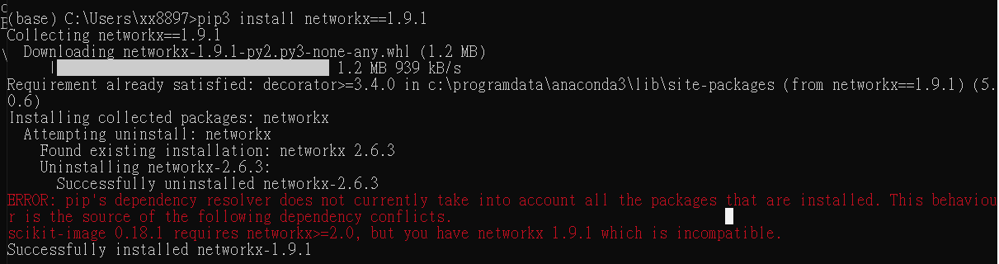 (base) C:\Users\xx8897>pip3 install networkx==1.9.1
Collecting networkx==1.9.1
Downloading networkx-1.9.1-py2.py3-none-any.whl (1.2 MB)
1.2 MB 939 kB/s
Requirement already satisfied: decorator>=3.4.0 in c:\programdata\anaconda3\lib\site-packages (from networkx==1.9.1) (5.
0.6)
Installing collected packages: networkx
Attempting uninstall: networkx
Found existing installation: networkx 2.6.3
Uninstalling networkx-2.6.3:
Successfully uninstalled networkx-2.6.3
ERROR: pip's dependency resolver does not currently take into account all the packages that are installed. This behaviou
r is the source of the following dependency conflicts.
scikit-image 0.18.1 requires networkx>=2.0, but you have networkx 1.9.1 which is incompatible.
Successfully installed networkx-1.9.1